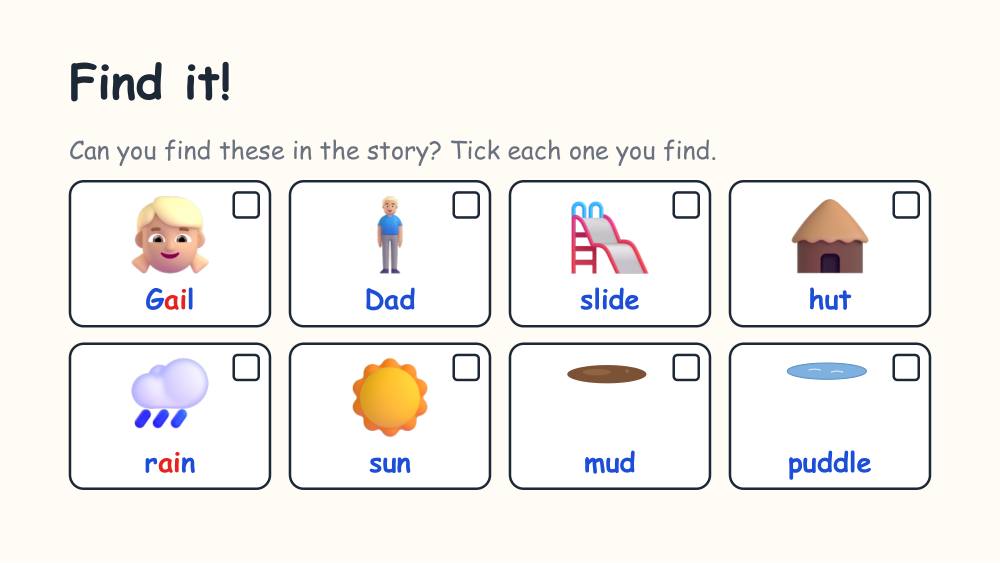 Find it!
Can you find these in the story? Tick each one you find.
Gail
Dad
slide
hut
rain
sun
mud
puddle